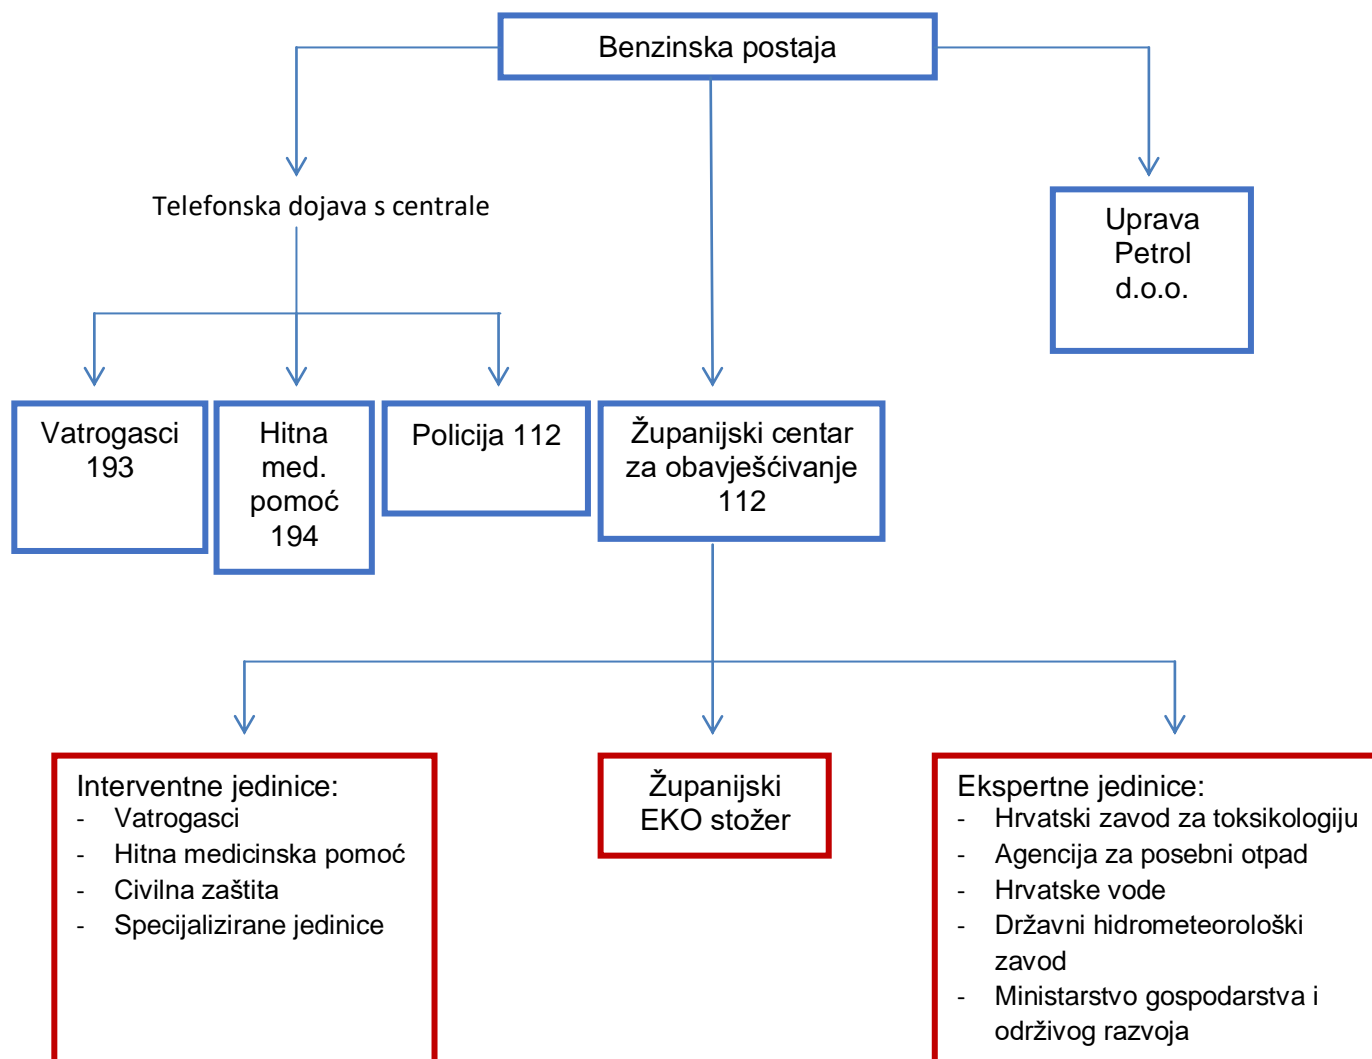 Benzinska postaja
Telefonska dojava s centrale
Uprava
Petrol
d.o.o.
Vatrogasci
193
Hitna
med.
pomoć
194
Policija 112
Županijski centar
za obavješćivanje
112
Interventne jedinice:
- Vatrogasci
- Hitna medicinska pomoć
- Civilna zaštita
- Specijalizirane jedinice
Županijski
EKO stožer
Ekspertne jedinice:
- Hrvatski zavod za toksikologiju
- Agencija za posebni otpad
- Hrvatske vode
- Državni hidrometeorološki
zavod
- Ministarstvo gospodarstva i
održivog razvoja